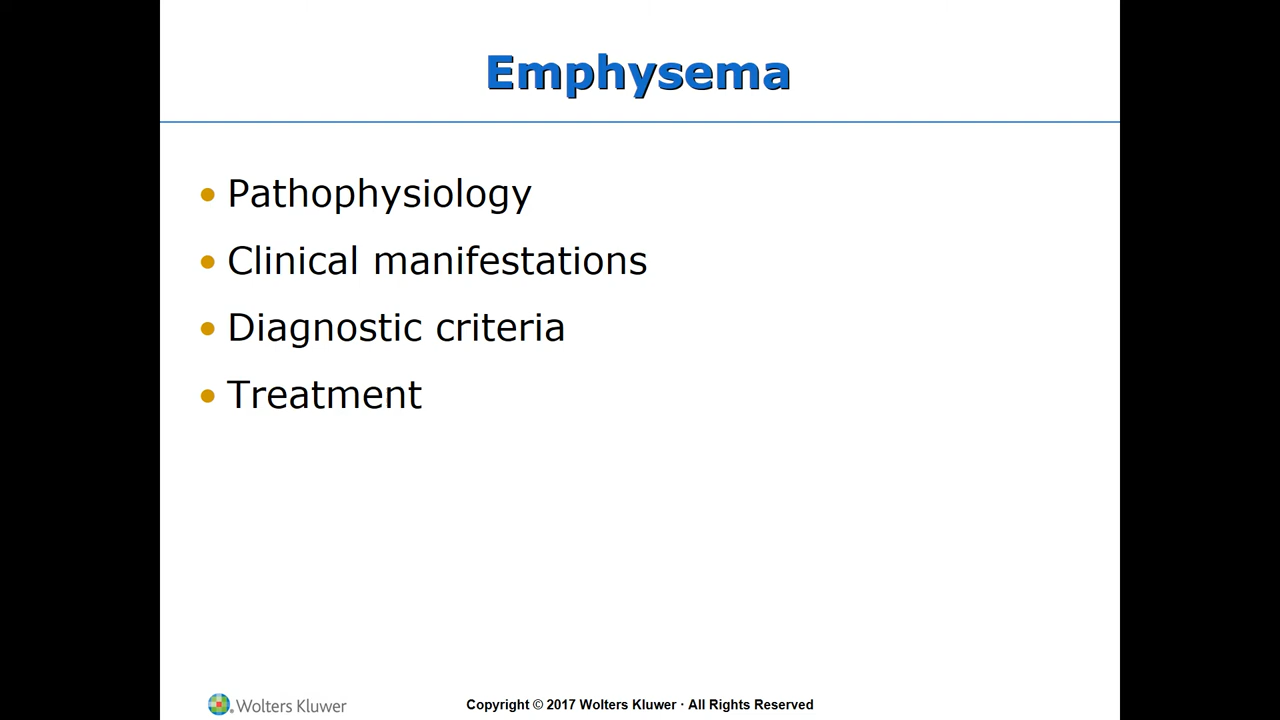 Emphysema
• Pathophysiology
• Clinical manifestations
• Diagnostic criteria
• Treatment
Wolters Kluwer
Copyright © 2017 Wolters Kluwer · All Rights Reserved